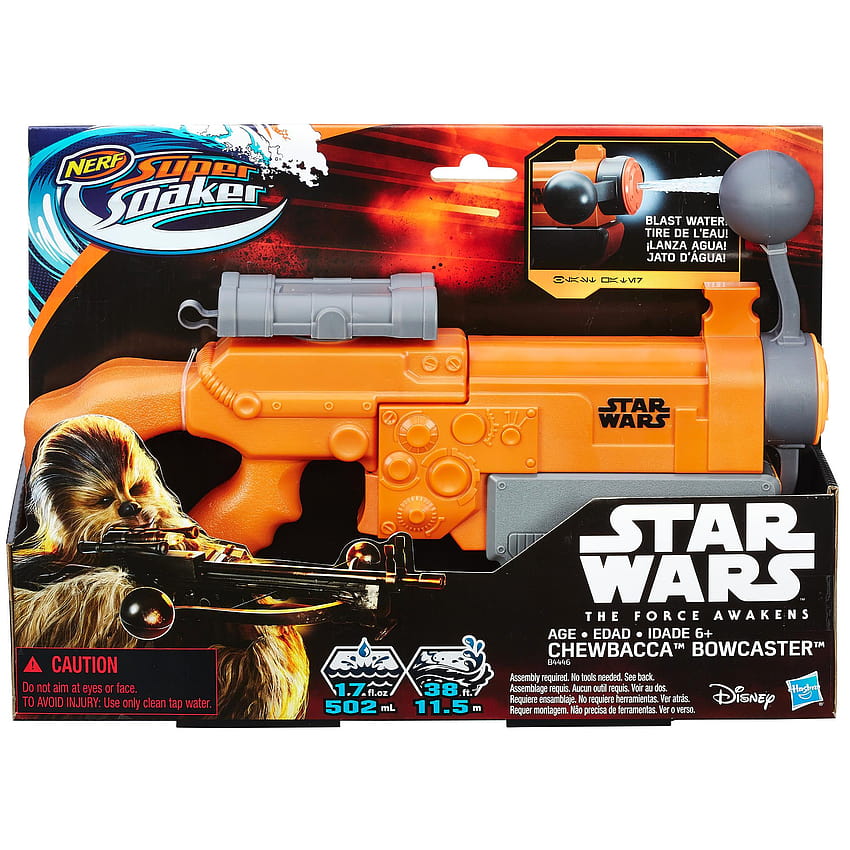 NERF
SUPER
SOAKER
BLAST WATER!
TIRE DE L'EAU!
¡LANZA AGUA!
JATO D'ÁGUA!
STAR
WARS
STAR
WARS™
THE FORCE AWAKENS
AGE • EDAD • IDADE 6+
CHEWBACCA™ BOWCASTER™
B4446
Assembly required. No tools needed. See back.
Assemblage requis. Aucun outil requis. Voir au dos.
Requiere ensamblaje. No requiere herramientas. Ver atrás.
Requer montagem. Não precisa de ferramentas. Ver o verso.
Disney
Hasbro
CAUTION
Do not aim at eyes or face.
TO AVOID INJURY: Use only clean tap water.
17 fl.oz
502 mL
38 ft.
11.5 m